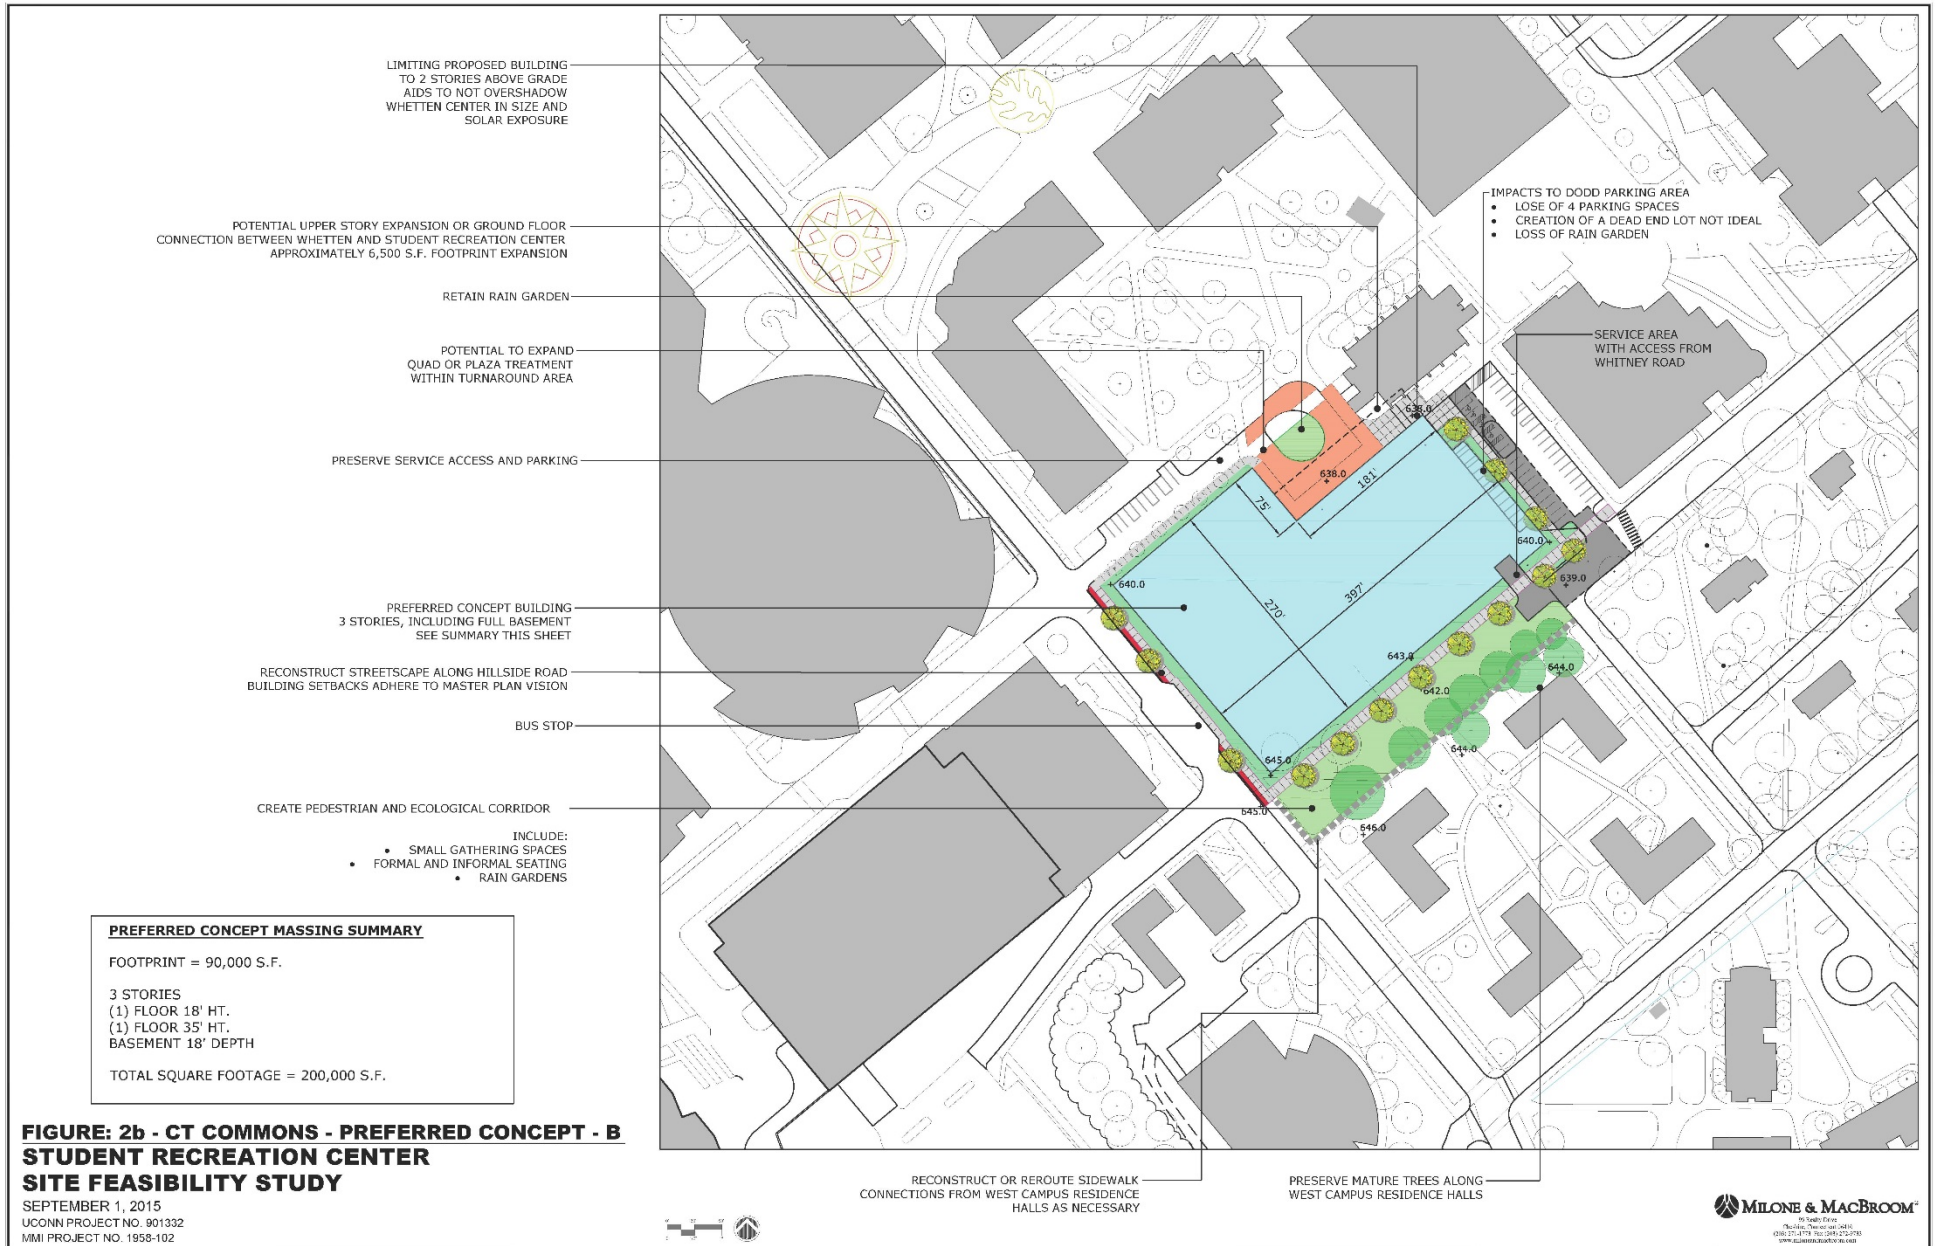 LIMITING PROPOSED BUILDING
TO 2 STORIES ABOVE GRADE
AIDS TO NOT OVERSHADOW
WHETTEN CENTER IN SIZE AND
SOLAR EXPOSURE
POTENTIAL UPPER STORY EXPANSION OR GROUND FLOOR
CONNECTION BETWEEN WHETTEN AND STUDENT RECREATION CENTER
APPROXIMATELY 6,500 S.F. FOOTPRINT EXPANSION
RETAIN RAIN GARDEN
POTENTIAL TO EXPAND
QUAD OR PLAZA TREATMENT
WITHIN TURNAROUND AREA
PRESERVE SERVICE ACCESS AND PARKING
PREFERRED CONCEPT BUILDING
3 STORIES, INCLUDING FULL BASEMENT
SEE SUMMARY THIS SHEET
RECONSTRUCT STREETSCAPE ALONG HILLSIDE ROAD
BUILDING SETBACKS ADHERE TO MASTER PLAN VISION
BUS STOP
CREATE PEDESTRIAN AND ECOLOGICAL CORRIDOR
INCLUDE:
• SMALL GATHERING SPACES
• FORMAL AND INFORMAL SEATING
• RAIN GARDENS
IMPACTS TO DODD PARKING AREA
• LOSE OF 4 PARKING SPACES
• CREATION OF A DEAD END LOT NOT IDEAL
• LOSS OF RAIN GARDEN
SERVICE AREA
WITH ACCESS FROM
WHITNEY ROAD
638.0
638.0
181'
75'
640.0
640.0
639.0
270'
397'
643.0
644.0
642.0
644.0
645.0
645.0
646.0
PREFERRED CONCEPT MASSING SUMMARY
FOOTPRINT = 90,000 S.F.
3 STORIES
(1) FLOOR 18' HT.
(1) FLOOR 35' HT.
BASEMENT 18' DEPTH
TOTAL SQUARE FOOTAGE = 200,000 S.F.
FIGURE: 2b - CT COMMONS - PREFERRED CONCEPT - B
STUDENT RECREATION CENTER
SITE FEASIBILITY STUDY
SEPTEMBER 1, 2015
UCONN PROJECT NO. 901332
MMI PROJECT NO. 1958-102
RECONSTRUCT OR REROUTE SIDEWALK
CONNECTIONS FROM WEST CAMPUS RESIDENCE
HALLS AS NECESSARY
PRESERVE MATURE TREES ALONG
WEST CAMPUS RESIDENCE HALLS
MILONE & MACBROOM